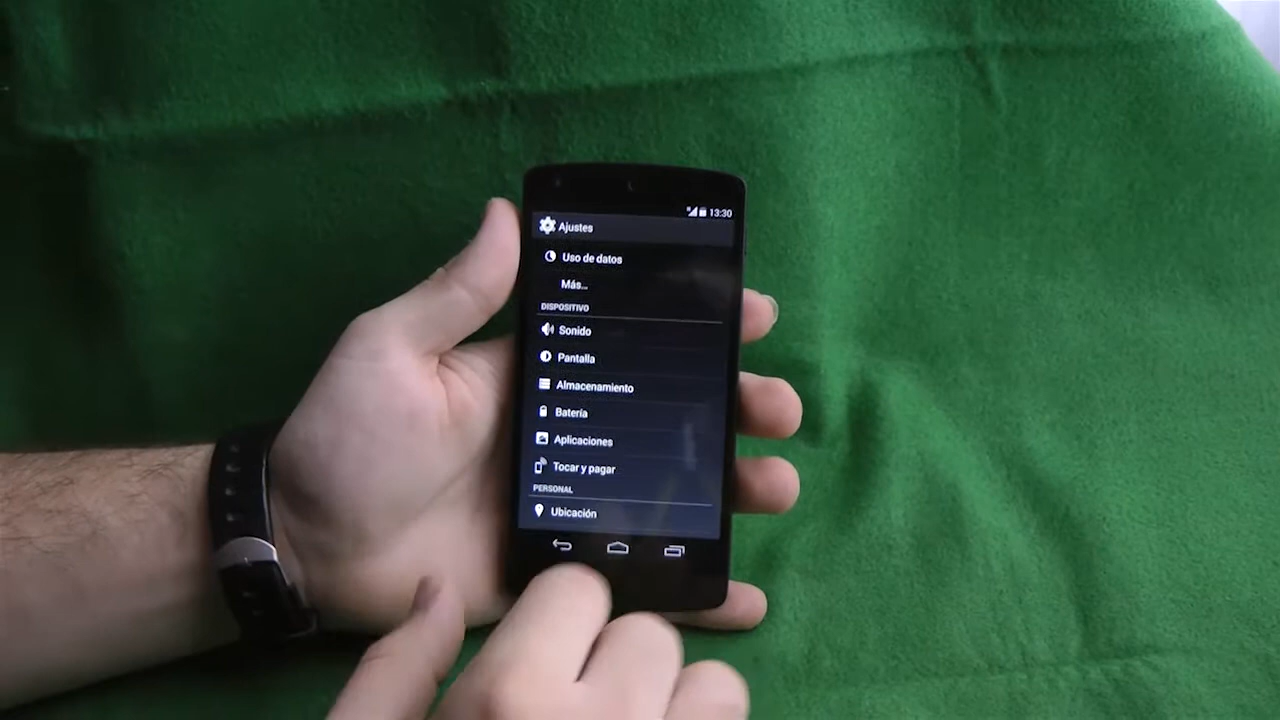 13:30
Ajustes
Uso de datos
Más...
DISPOSITIVO
Sonido
Pantalla
Almacenamiento
Batería
Aplicaciones
Tocar y pagar
PERSONAL
Ubicación